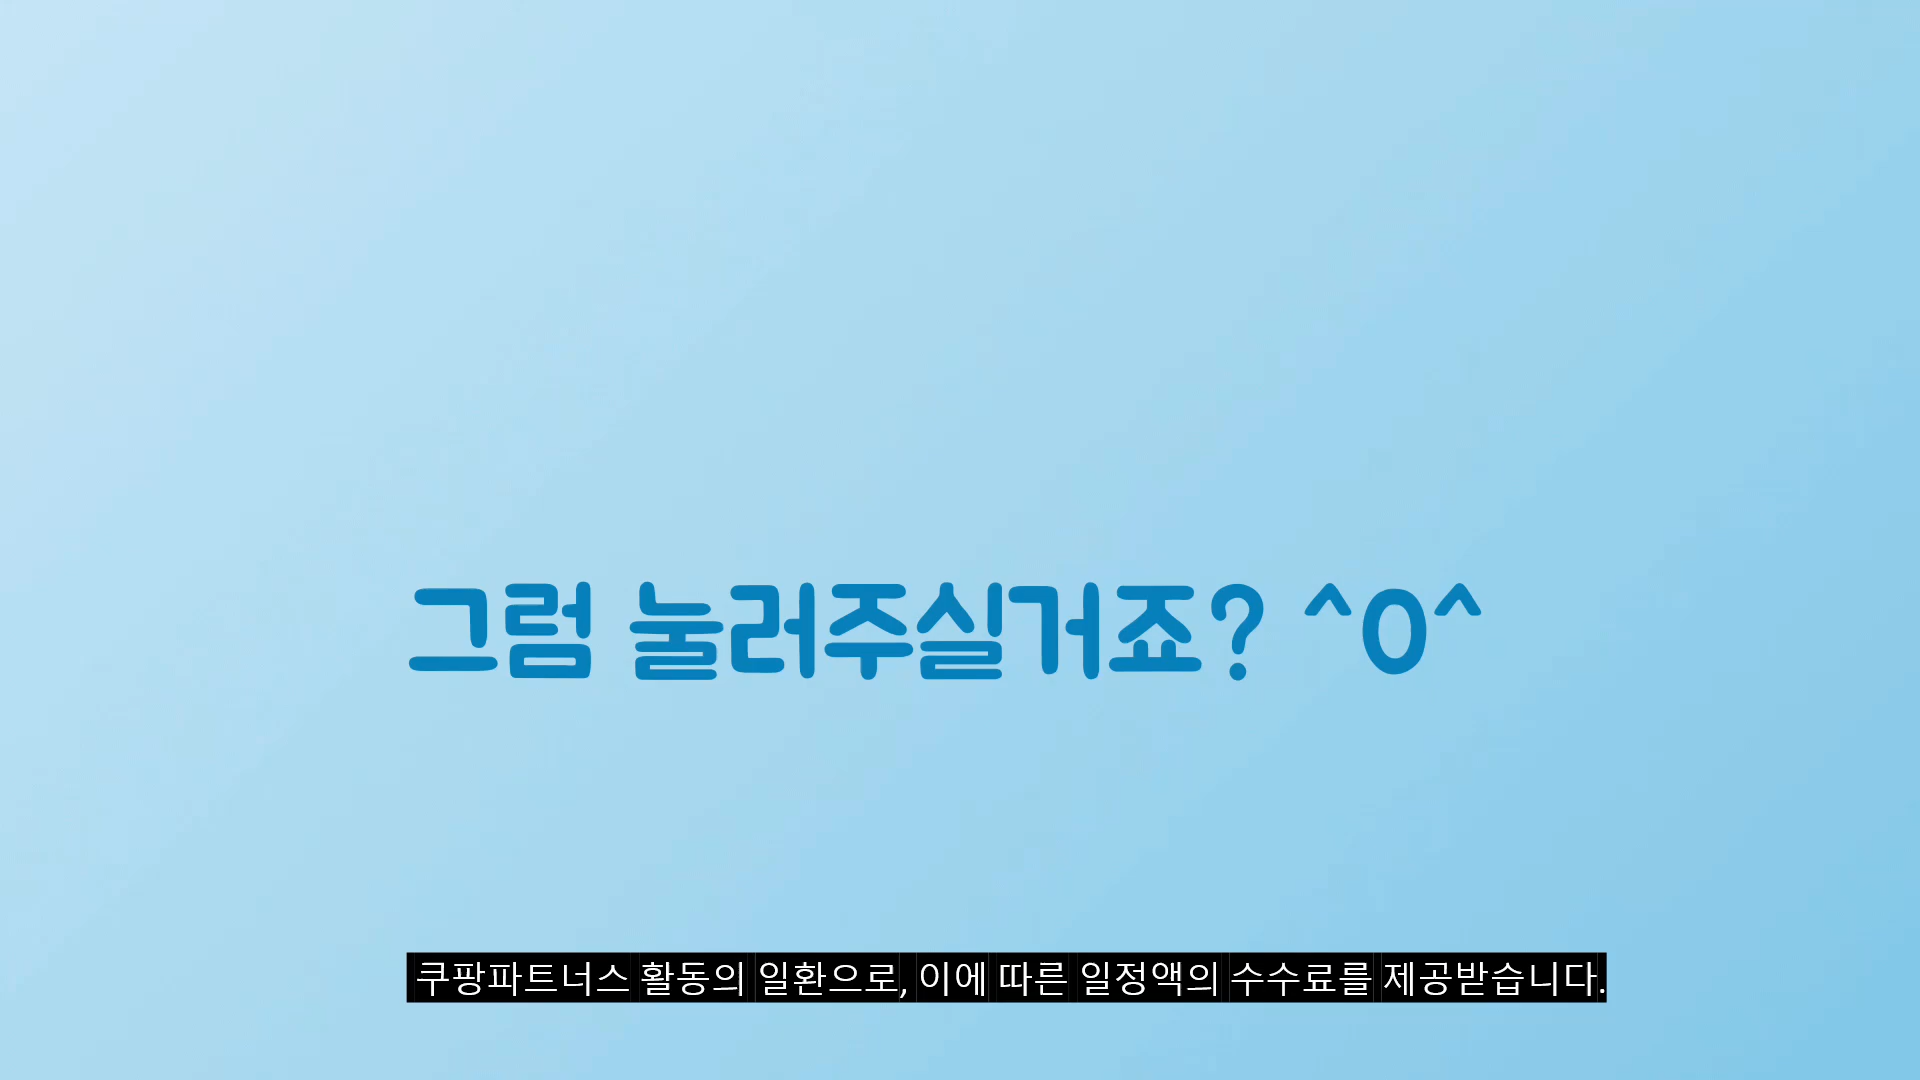 그럼 눌러주실거죠? ^0^
쿠팡파트너스 활동의 일환으로, 이에 따른 일정액의 수수료를 제공받습니다.